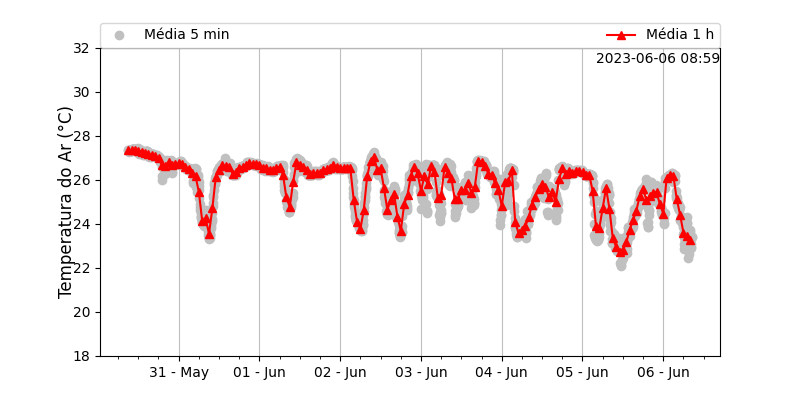 Média 5 min
Média 1 h
2023-06-06 08:59
Temperatura do Ar (°C)
32
30
28
26
24
22
20
18
31 - May
01 - Jun
02 - Jun
03 - Jun
04 - Jun
05 - Jun
06 - Jun